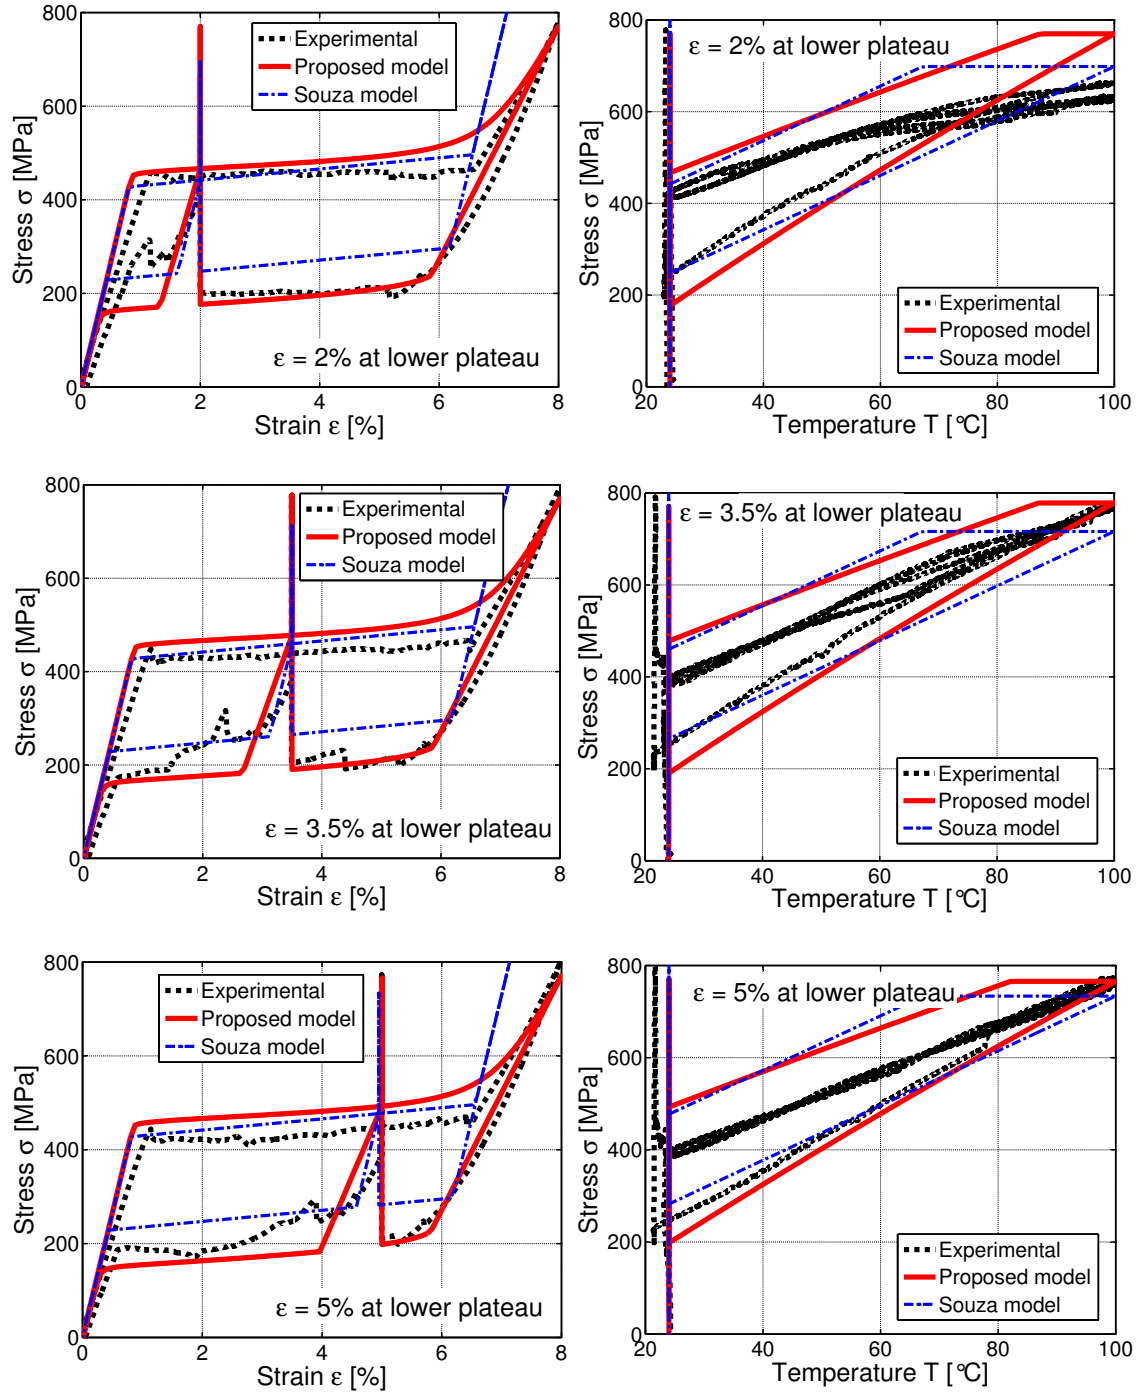 800
600
400
200
0
0
2
4
6
8
Stress σ [MPa]
Strain ε [%]
Experimental
Proposed model
Souza model
ε = 2% at lower plateau
800
600
400
200
0
20
40
60
80
100
Stress σ [MPa]
Temperature T [°C]
ε = 2% at lower plateau
Experimental
Proposed model
Souza model
800
600
400
200
0
0
2
4
6
8
Stress σ [MPa]
Strain ε [%]
Experimental
Proposed model
Souza model
ε = 3.5% at lower plateau
800
600
400
200
0
20
40
60
80
100
Stress σ [MPa]
Temperature T [°C]
ε = 3.5% at lower plateau
Experimental
Proposed model
Souza model
800
600
400
200
0
0
2
4
6
8
Stress σ [MPa]
Strain ε [%]
Experimental
Proposed model
Souza model
ε = 5% at lower plateau
800
600
400
200
0
20
40
60
80
100
Stress σ [MPa]
Temperature T [°C]
ε = 5% at lower plateau
Experimental
Proposed model
Souza model